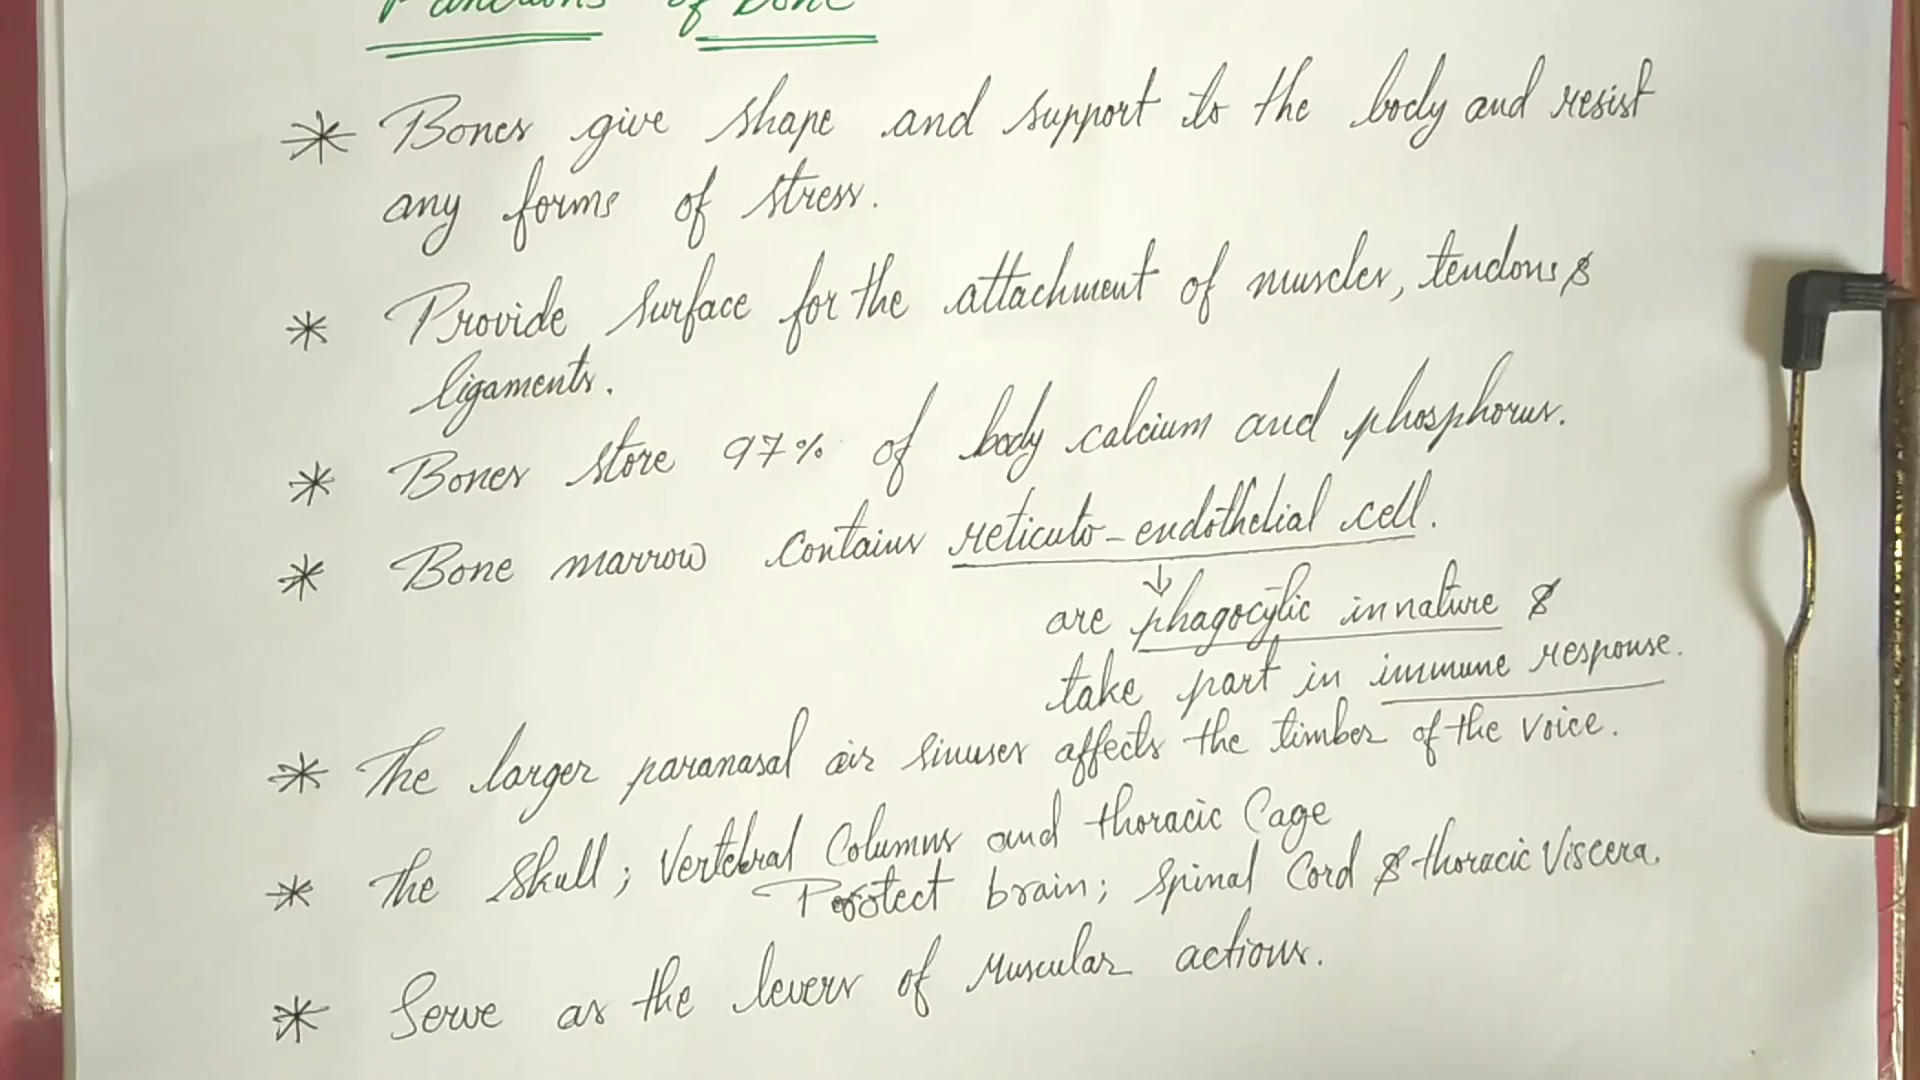 Functions of Bone
* Bones give shape and support to the body and resist
any forms of stress.
* Provide surface for the attachment of muscles, tendons &
ligaments.
* Bones store 97% of body calcium and phosphorus.
* Bone marrow contains reticulo-endothelial cell.
↓
are phagocytic in nature &
take part in immune response.
* The larger paranasal air sinuses affects the timber of the voice.
* The Skull; Vertebral Columns and thoracic Cage
Protect brain; Spinal Cord & thoracic Viscera.
* Serve as the levers of Muscular actions.